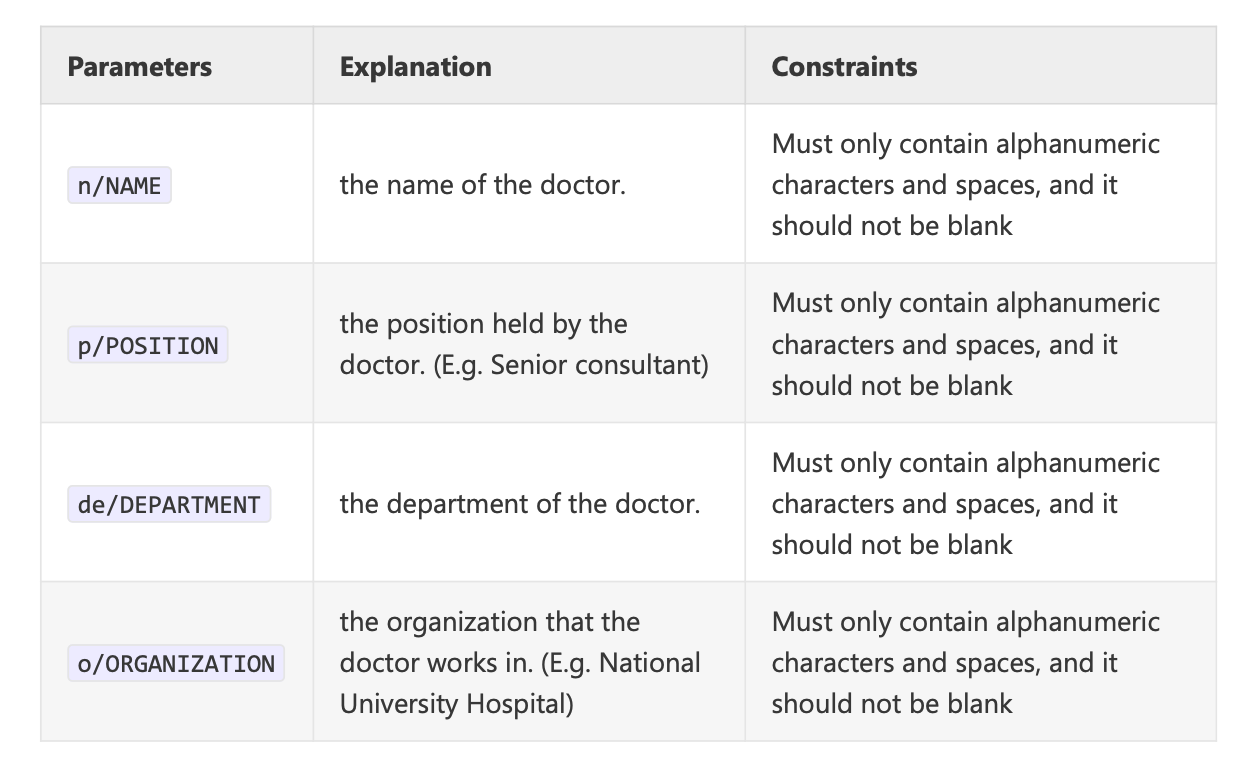 Parameters Explanation Constraints
n/NAME
the name of the doctor.
Must only contain alphanumeric
characters and spaces, and it
should not be blank
p/POSITION
the position held by the
doctor. (E.g. Senior consultant)
Must only contain alphanumeric
characters and spaces, and it
should not be blank
de/DEPARTMENT
the department of the doctor.
Must only contain alphanumeric
characters and spaces, and it
should not be blank
o/ORGANIZATION
the organization that the
doctor works in. (E.g. National
University Hospital)
Must only contain alphanumeric
characters and spaces, and it
should not be blank